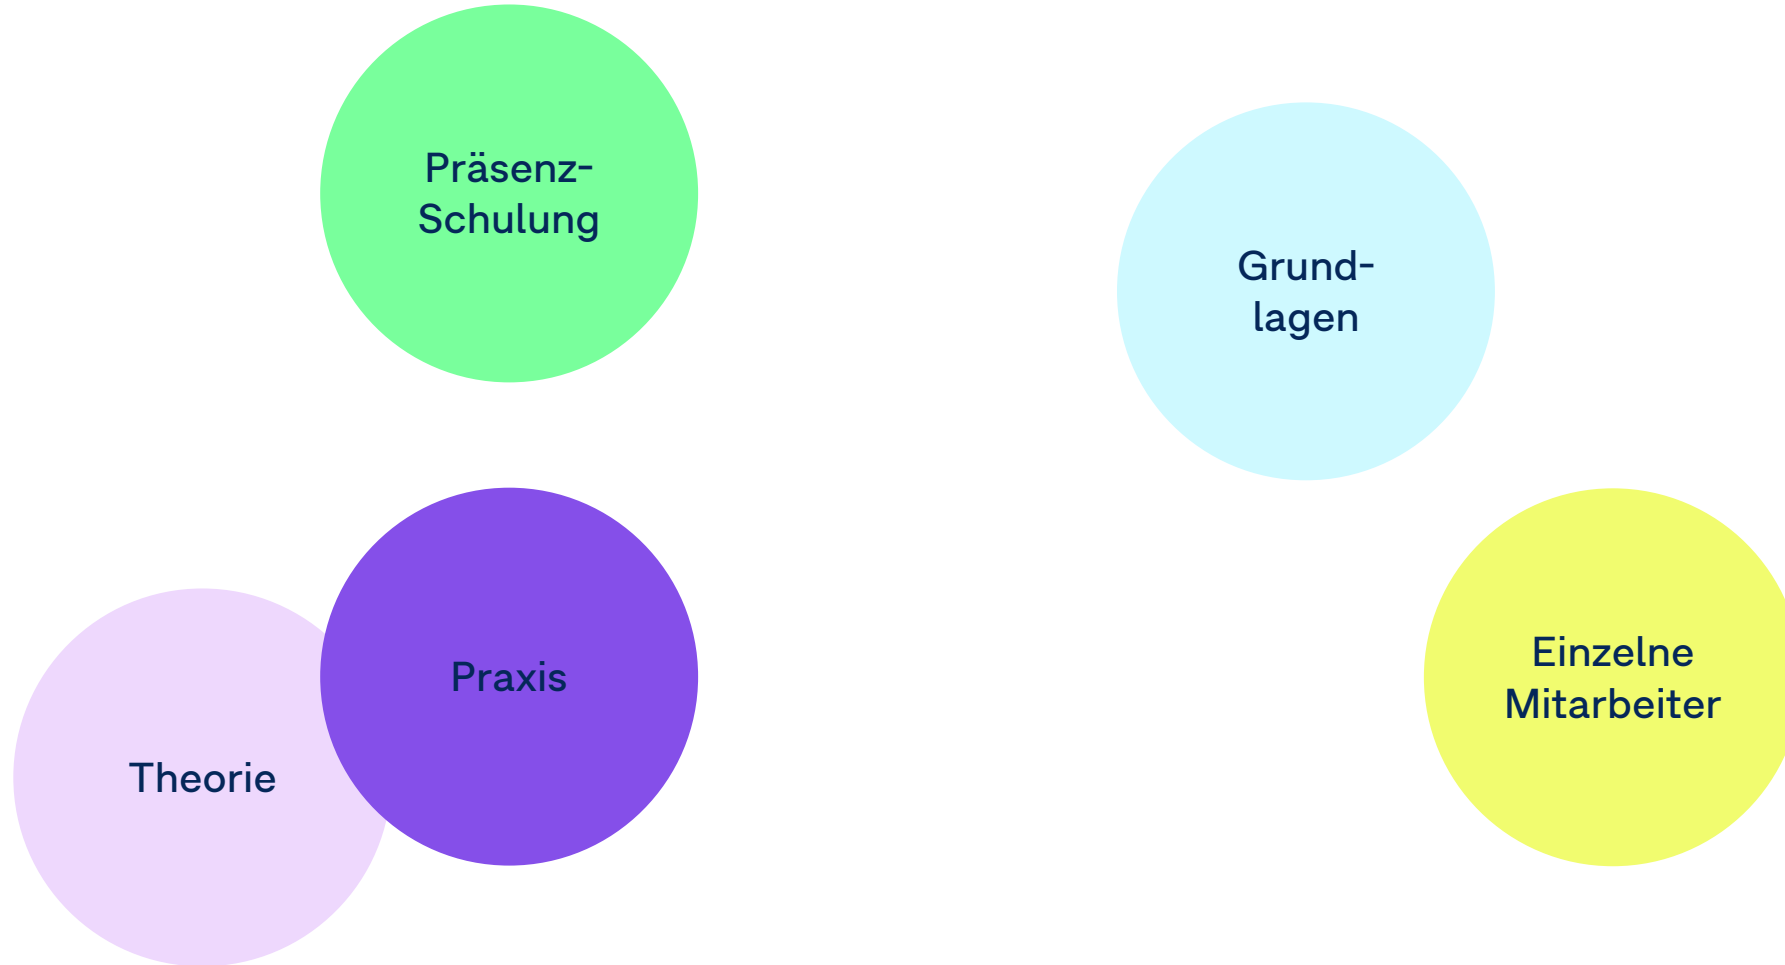 Präsenz-
Schulung
Grund-
lagen
Praxis
Theorie
Einzelne
Mitarbeiter